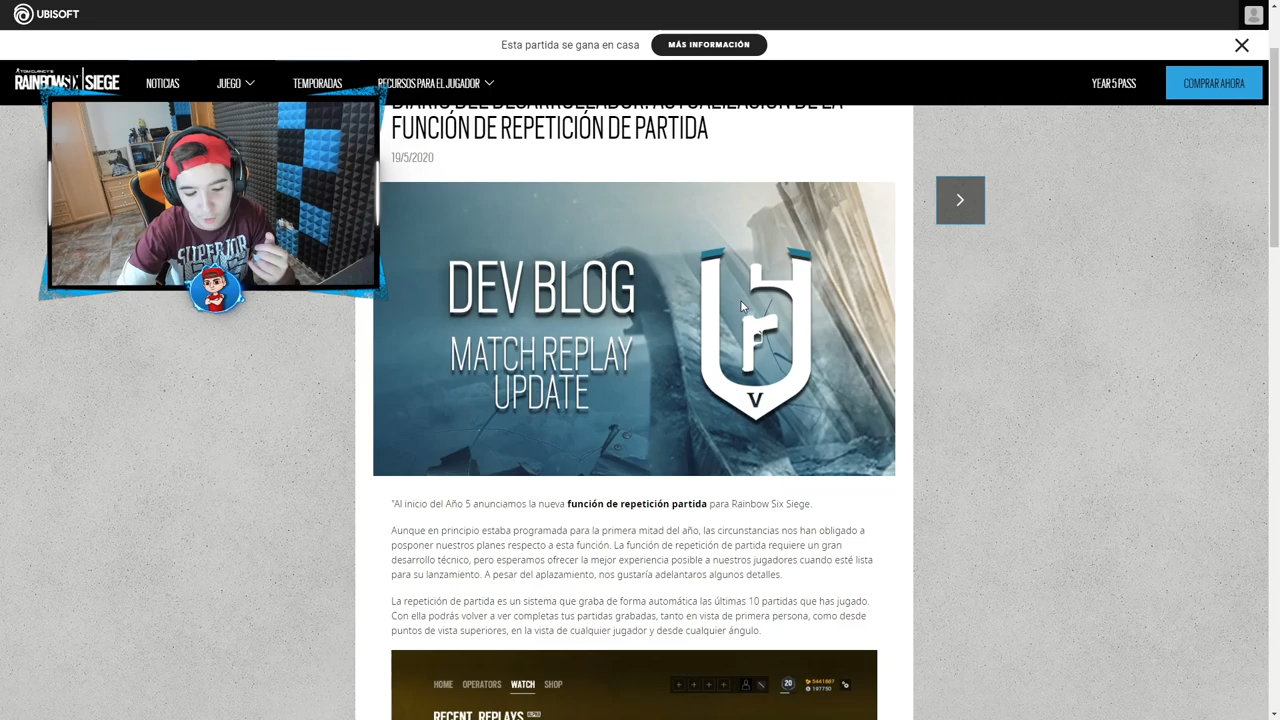 UBISOFT
Esta partida se gana en casa
MÁS INFORMACIÓN
TOM CLANCY'S
RAINBOW SIX | SIEGE
NOTICIAS
JUEGO
TEMPORADAS
RECURSOS PARA EL JUGADOR
YEAR 5 PASS
COMPRAR AHORA
DIARIO DEL DESARROLLADOR: ACTUALIZACIÓN DE LA
FUNCIÓN DE REPETICIÓN DE PARTIDA
19/5/2020
SUPERIOR
DEV BLOG
MATCH REPLAY
UPDATE
V
"Al inicio del Año 5 anunciamos la nueva función de repetición partida para Rainbow Six Siege.
Aunque en principio estaba programada para la primera mitad del año, las circunstancias nos han obligado a
posponer nuestros planes respecto a esta función. La función de repetición de partida requiere un gran
desarrollo técnico, pero esperamos ofrecer la mejor experiencia posible a nuestros jugadores cuando esté lista
para su lanzamiento. A pesar del aplazamiento, nos gustaría adelantaros algunos detalles.
La repetición de partida es un sistema que graba de forma automática las últimas 10 partidas que has jugado.
Con ella podrás volver a ver completas tus partidas grabadas, tanto en vista de primera persona, como desde
puntos de vista superiores, en la vista de cualquier jugador y desde cualquier ángulo.
HOME OPERATORS WATCH SHOP
20
5441887
197750
RECENT REPLAYS ALPHA